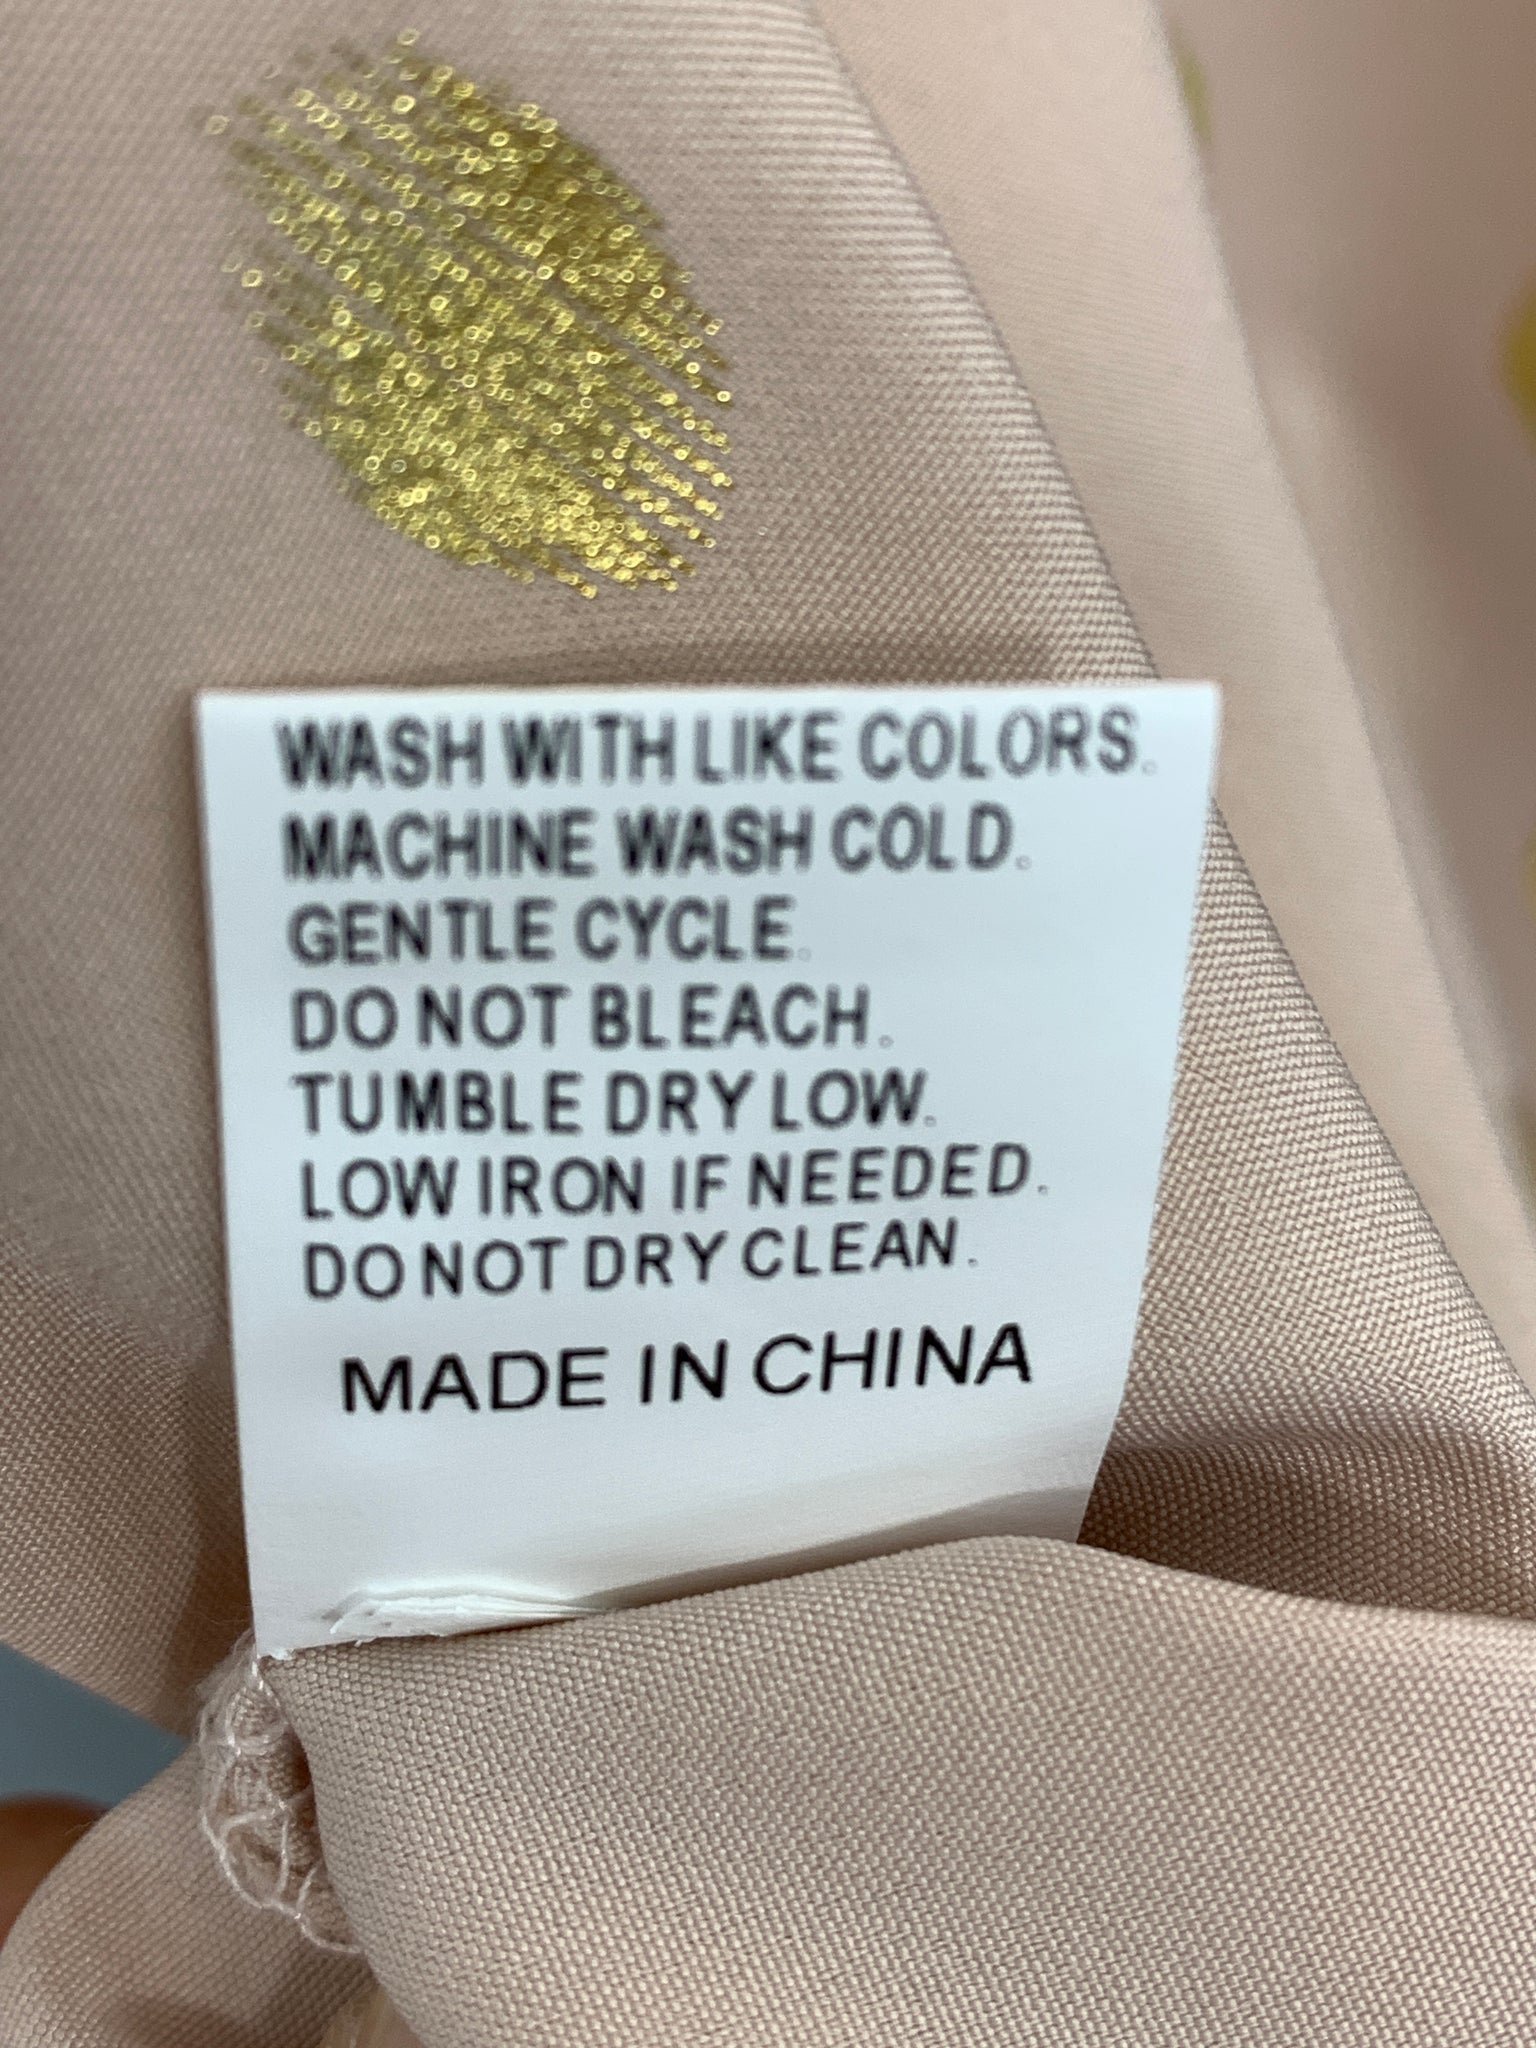 WASH WITH LIKE COLORS.
MACHINE WASH COLD.
GENTLE CYCLE.
DO NOT BLEACH.
TUMBLE DRY LOW.
LOW IRON IF NEEDED.
DO NOT DRY CLEAN.
MADE IN CHINA